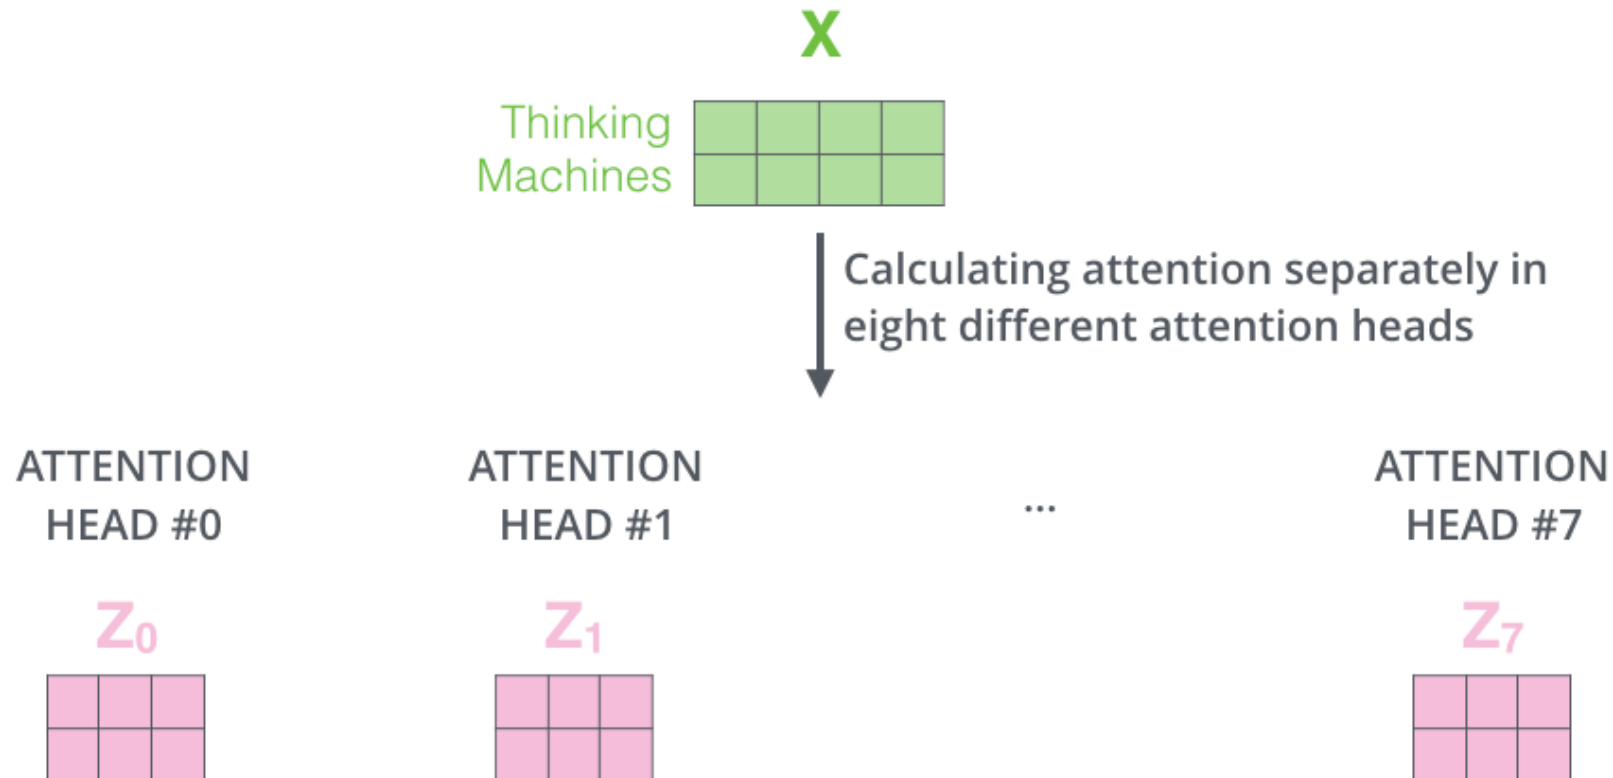 X
Thinking
Machines
Calculating attention separately in
eight different attention heads
ATTENTION
HEAD #0
ATTENTION
HEAD #1
...
ATTENTION
HEAD #7
Z0
Z1
Z7